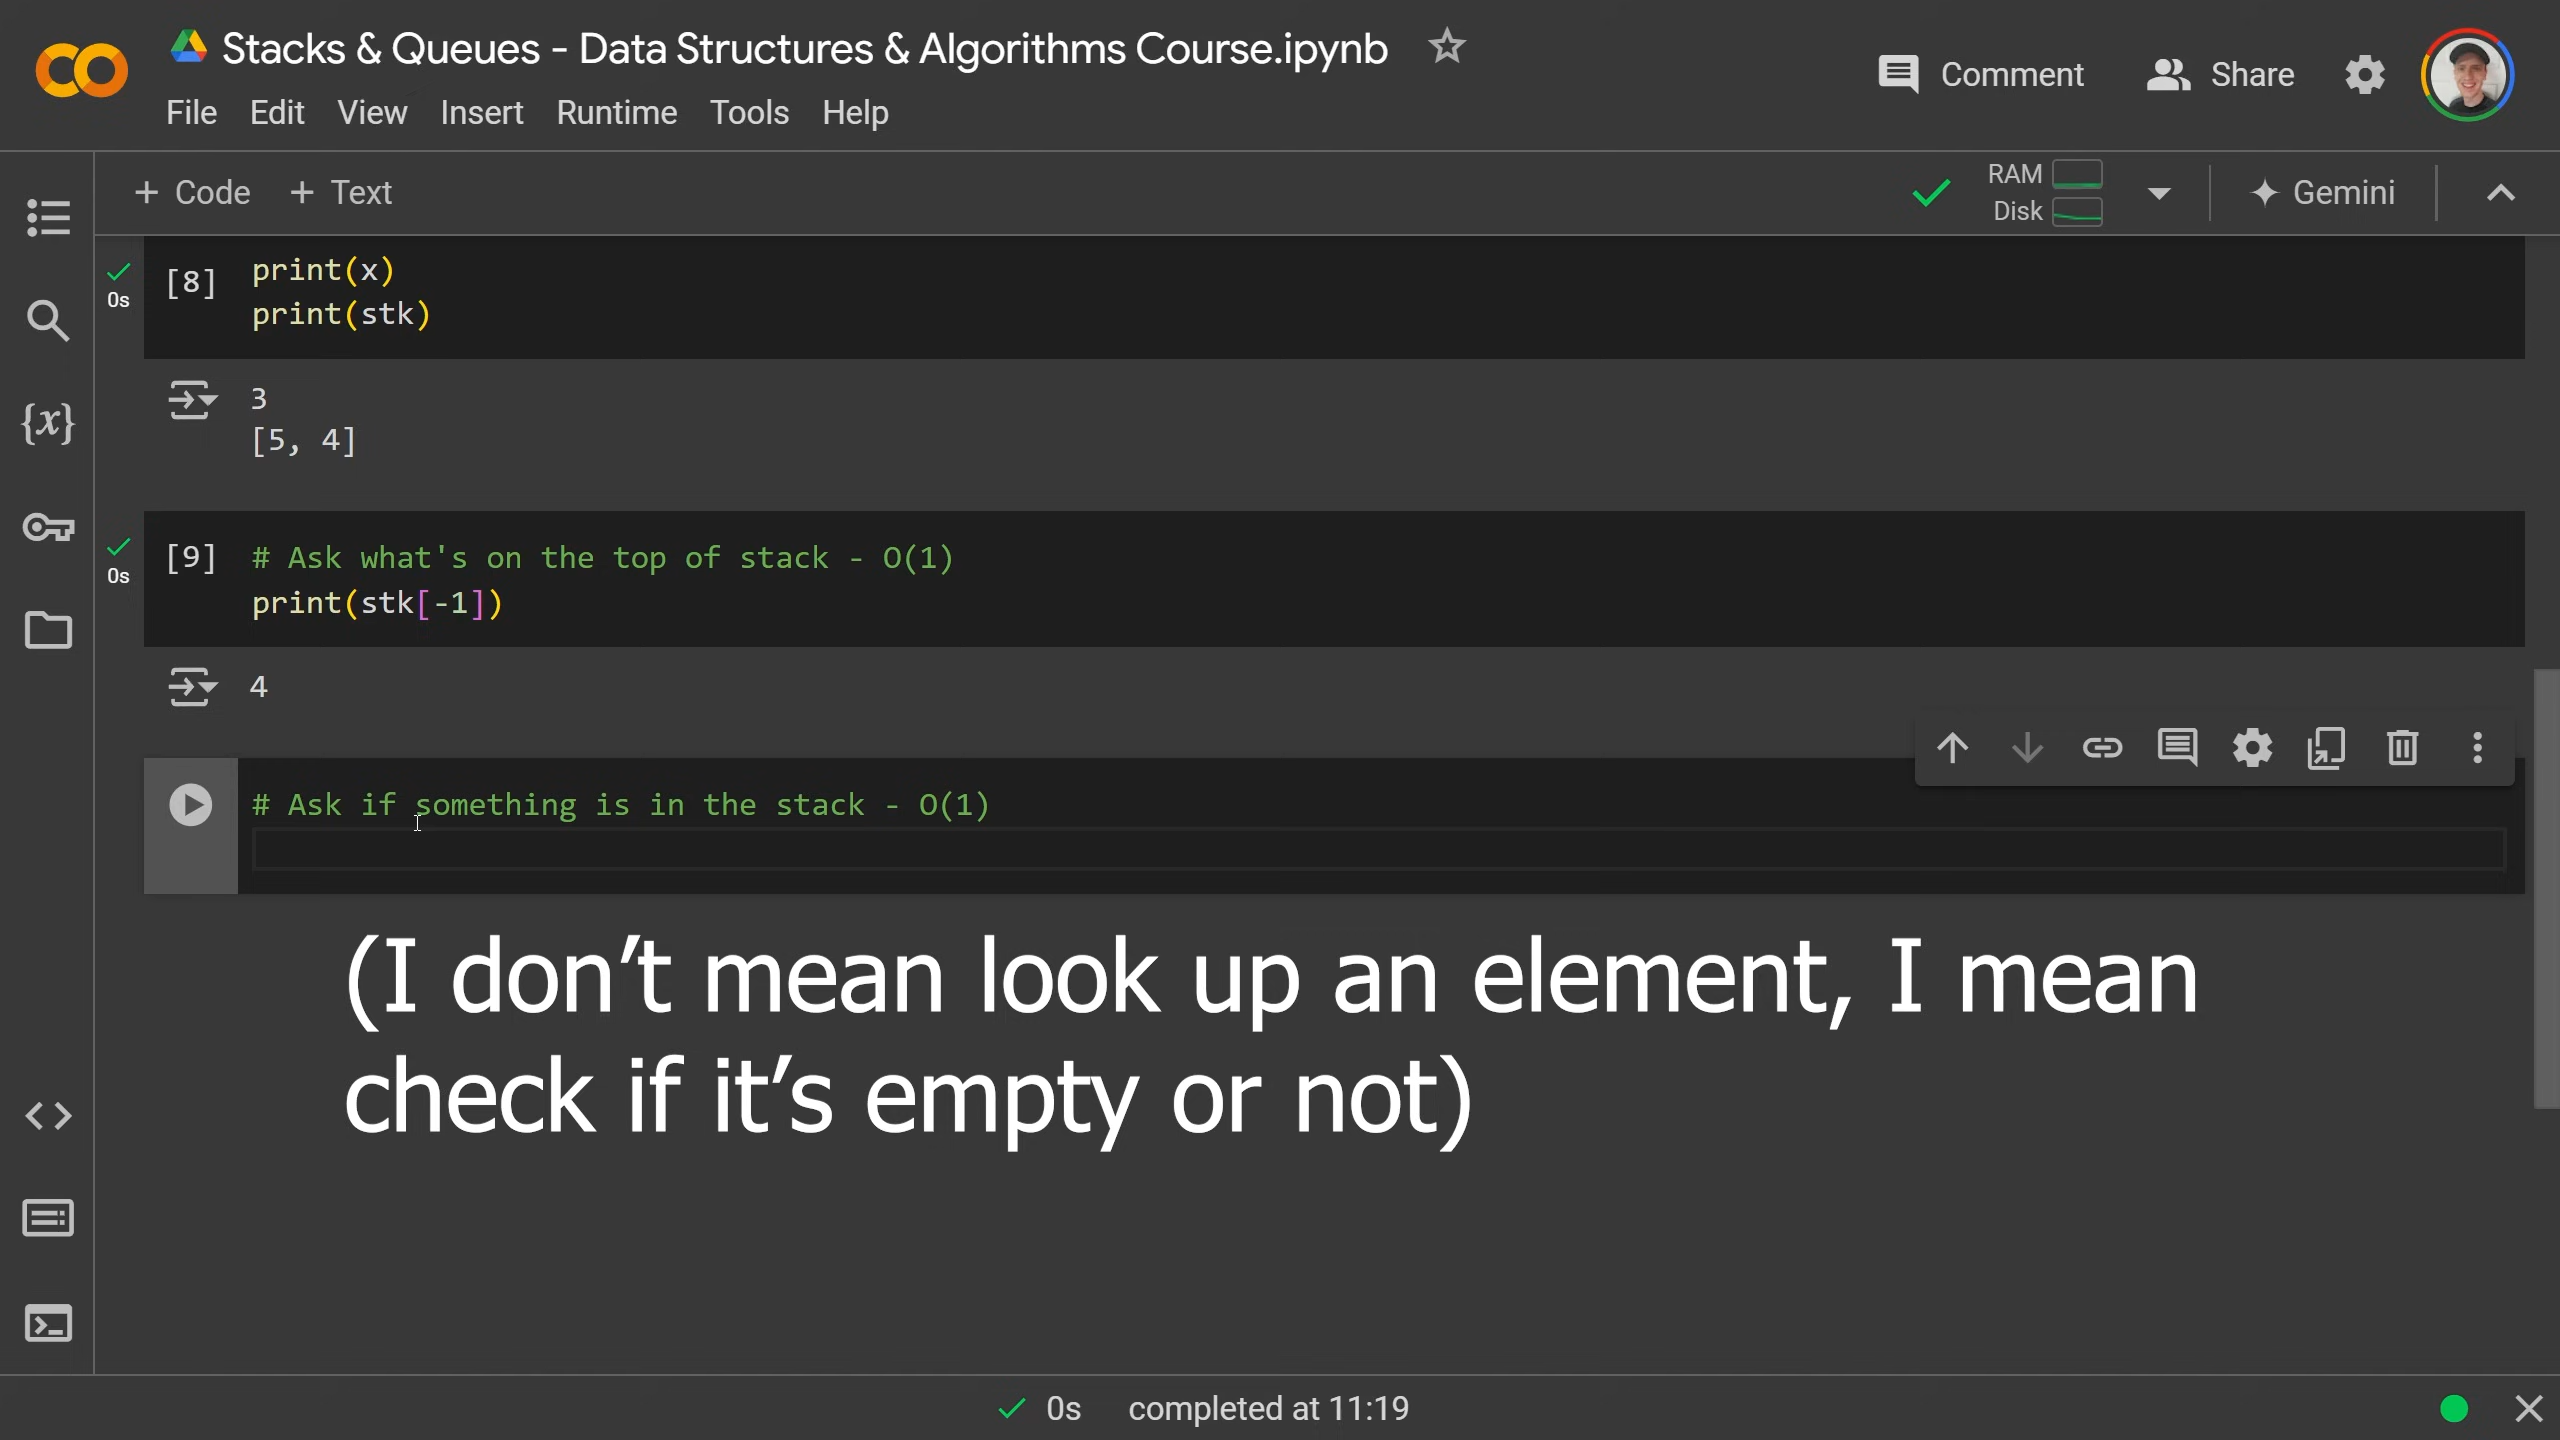 Stacks & Queues - Data Structures & Algorithms Course.ipynb
Comment
Share
File Edit View Insert Runtime Tools Help
+ Code + Text
RAM
Disk
Gemini
0s
[8]
print(x)
print(stk)
3
[5, 4]
0s
[9]
# Ask what's on the top of stack - O(1)
print(stk[-1])
4
# Ask if something is in the stack - O(1)
(I don’t mean look up an element, I mean
check if it’s empty or not)
{x}
0s completed at 11:19